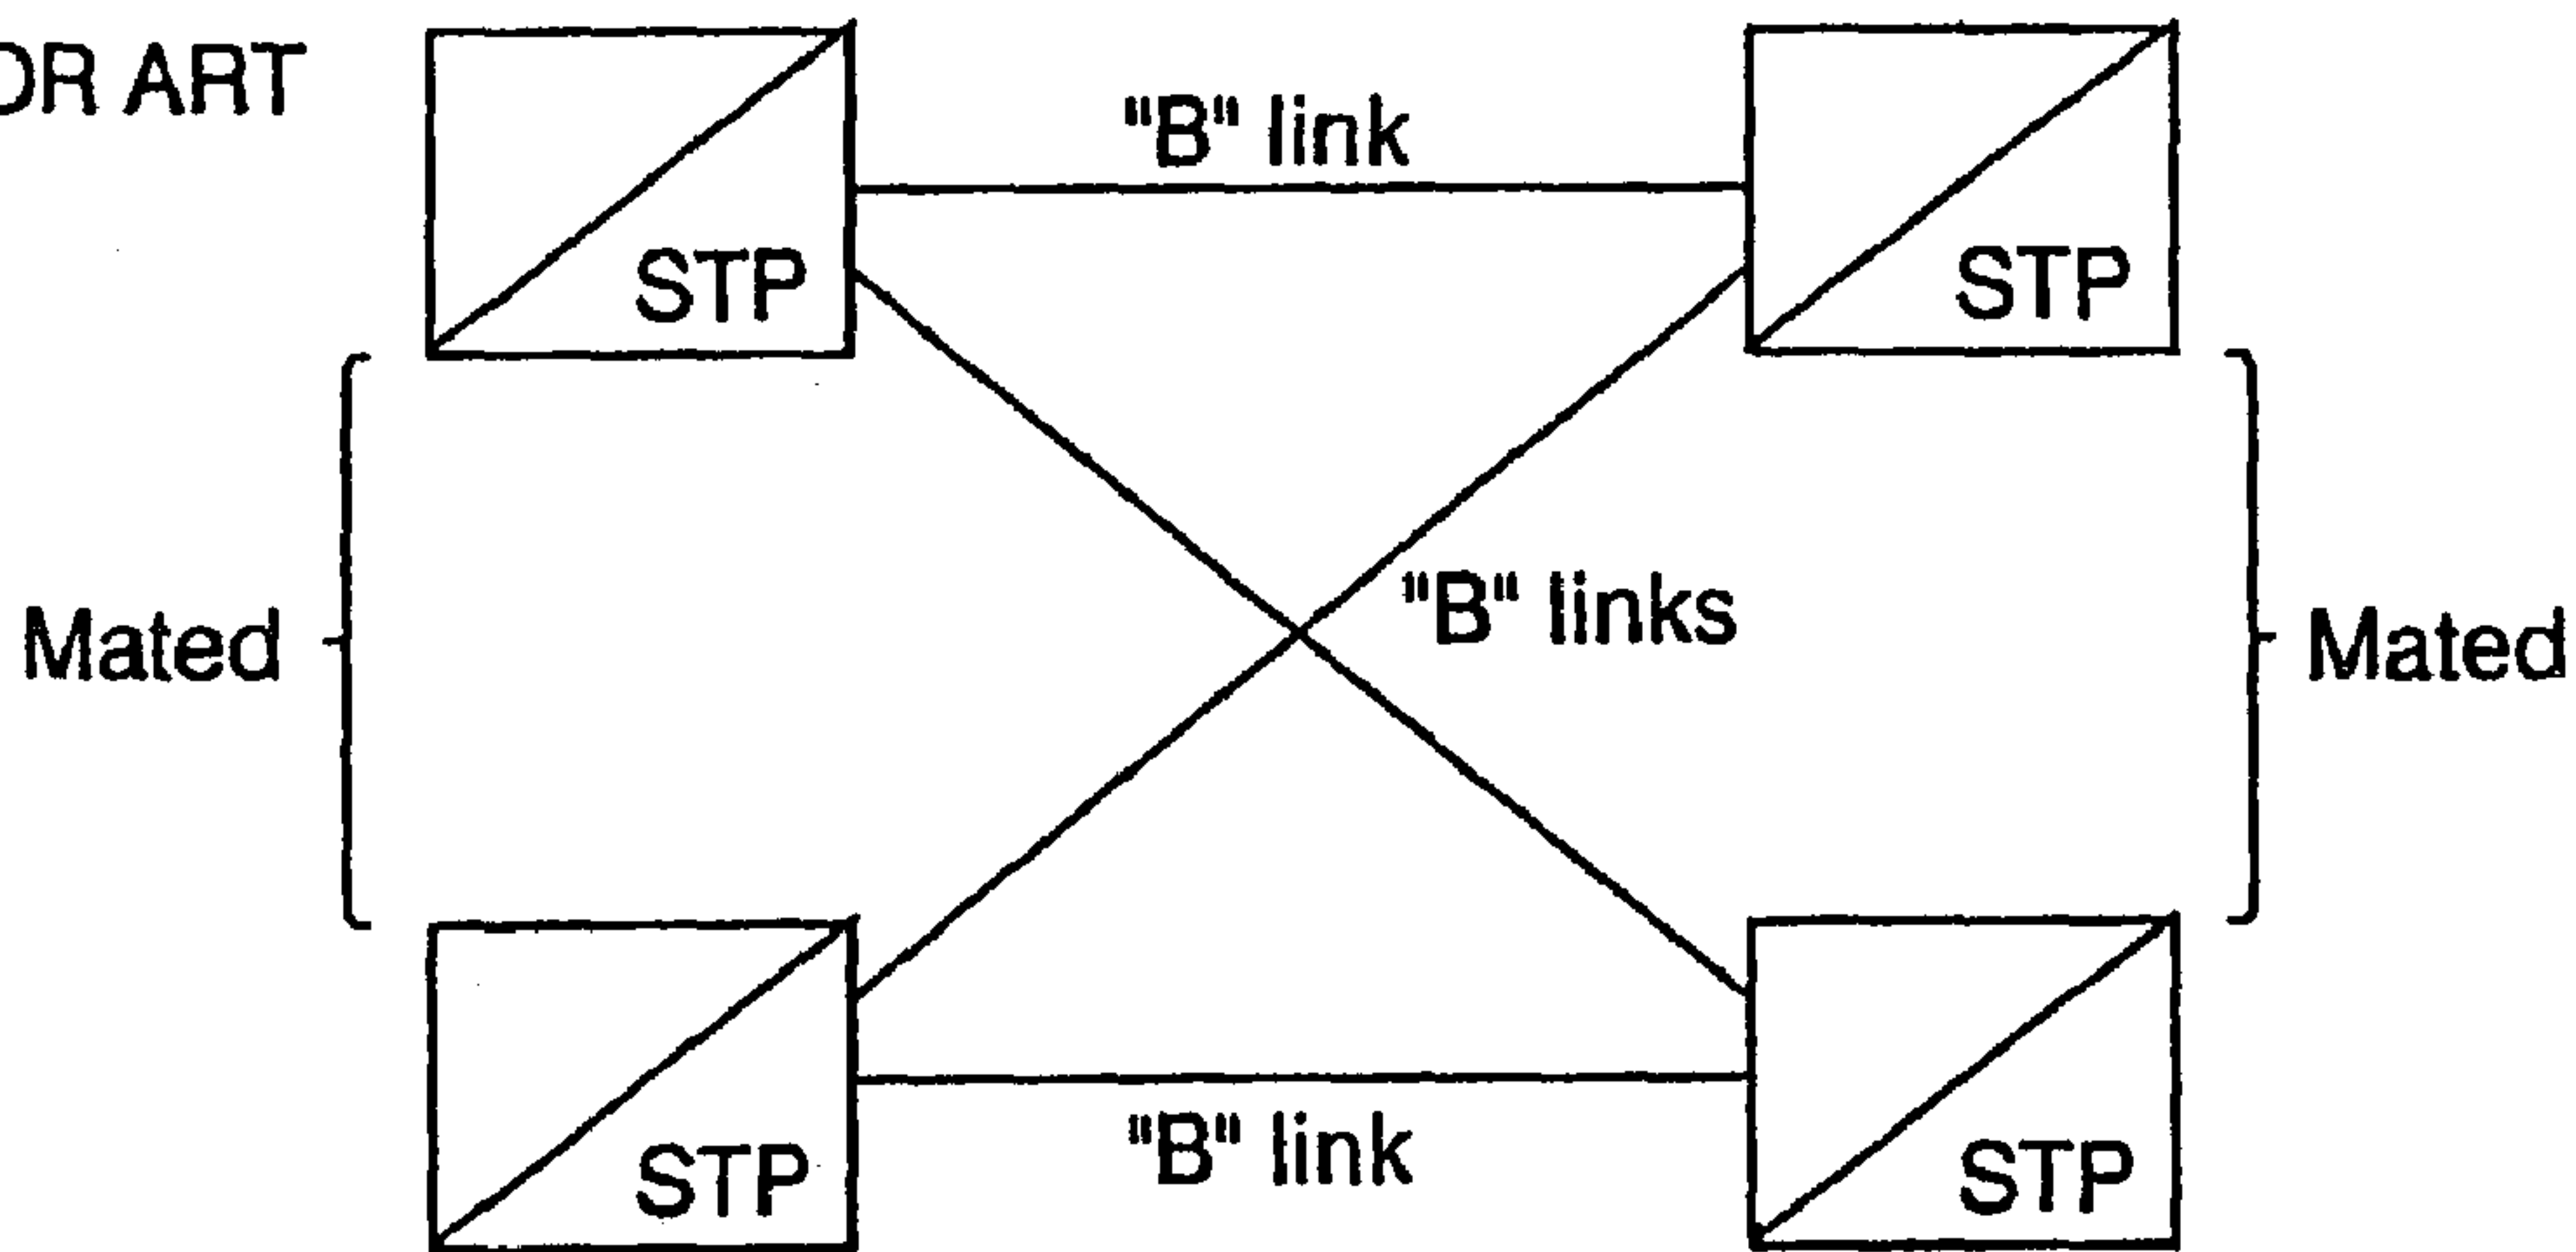 OR ART
"B" link
STP
STP
"B" links
Mated
Mated
"B" link
STP
STP